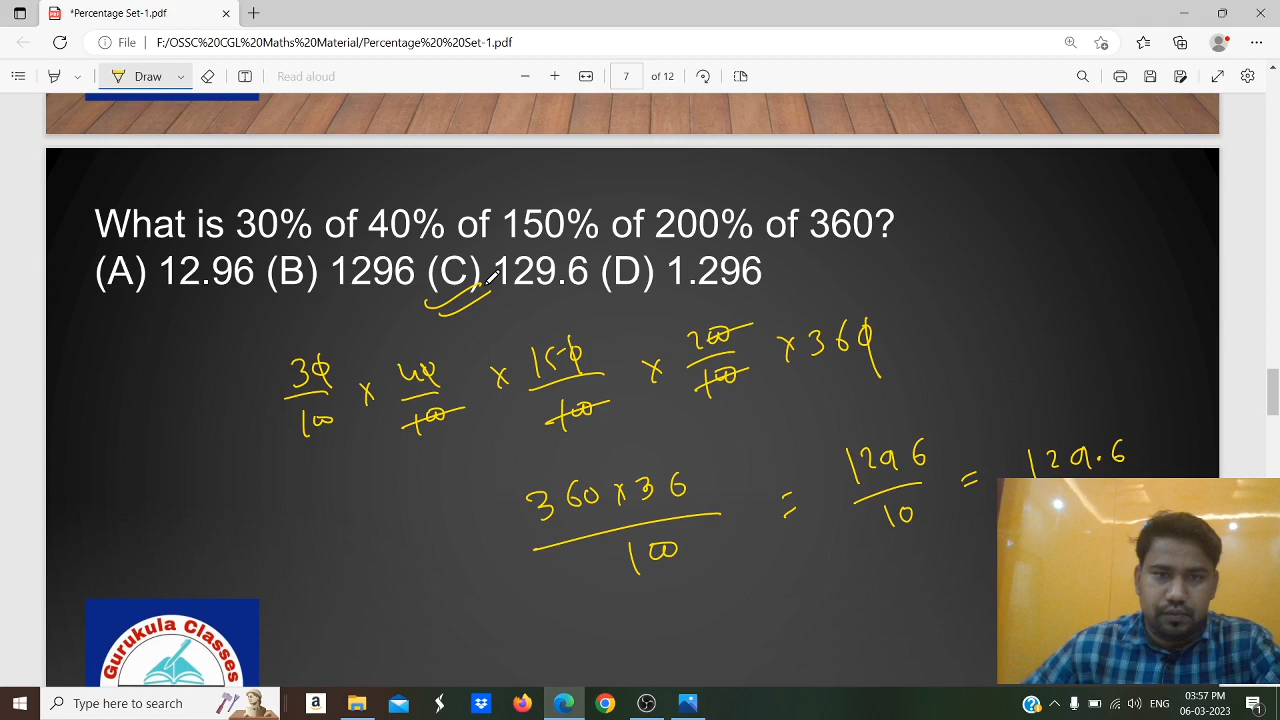 *Percentage Set-1.pdf
File F:/OSSC%20CGL%20Maths%20Material/Percentage%20%20Set-1.pdf
Draw Read aloud 7 of 12
What is 30% of 40% of 150% of 200% of 360?
(A) 12.96 (B) 1296 (C) 129.6 (D) 1.296
30/100 × 40/100 × 150/100 × 200/100 × 360
360 × 36 / 100 = 1296/10 = 129.6
Gurukula Classes
Type here to search
ENG
03:57 PM
06-03-2023